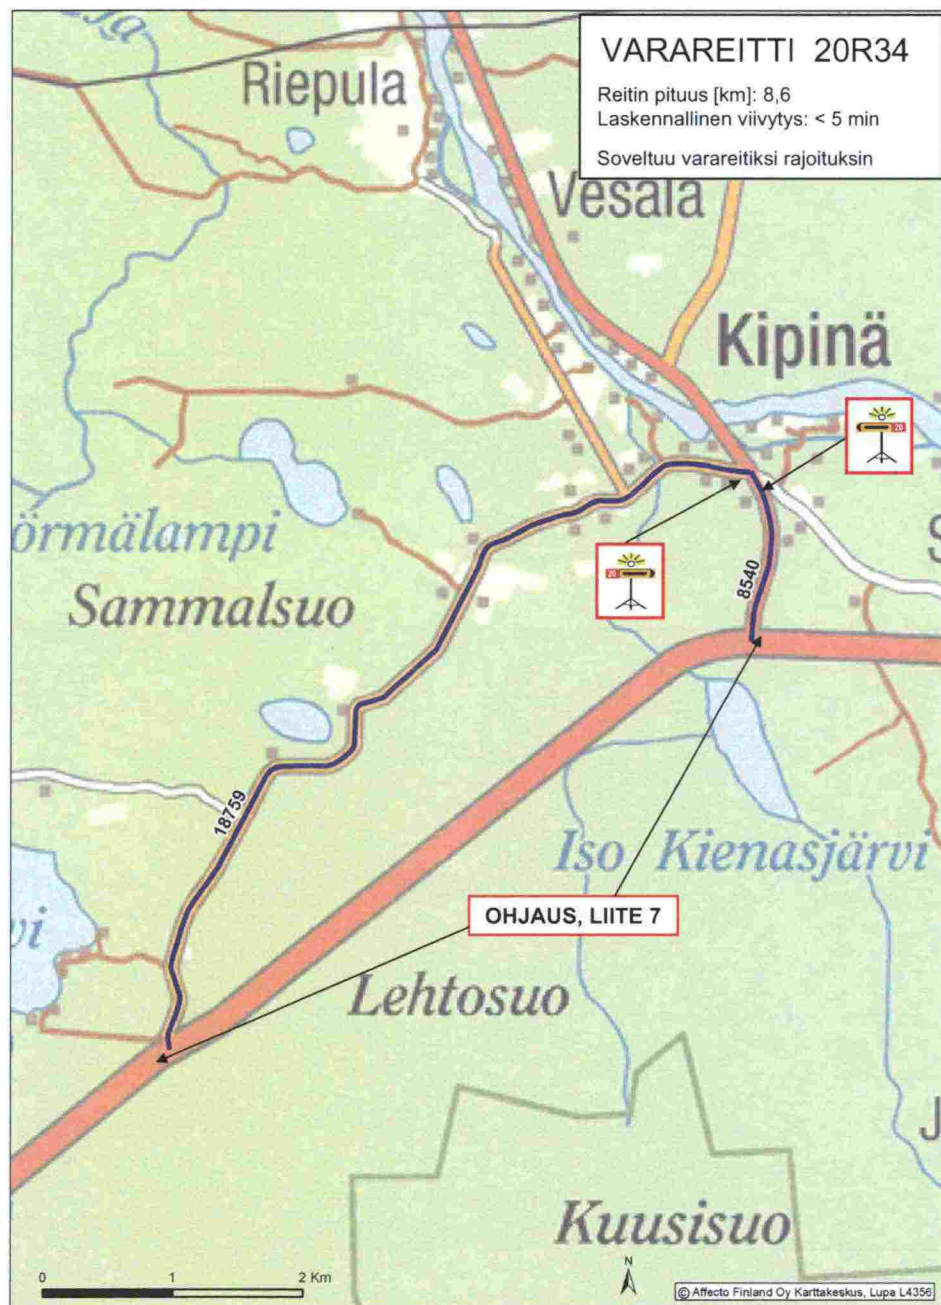 VARAREITTI 20R34
Reitin pituus [km]: 8,6
Laskennallinen viivytys: < 5 min
Soveltuu varareitiksi rajoituksin
Riepula
Vesala
Kipinä
20
20
örmälampi
Sammalsuo
8540
18759
Iso Kienasjärvi
OHJAUS, LIITE 7
vi
Lehtosuo
J
Kuusisuo
0 1 2 Km
N
© Affecto Finland Oy Karttakeskus, Lupa L4356